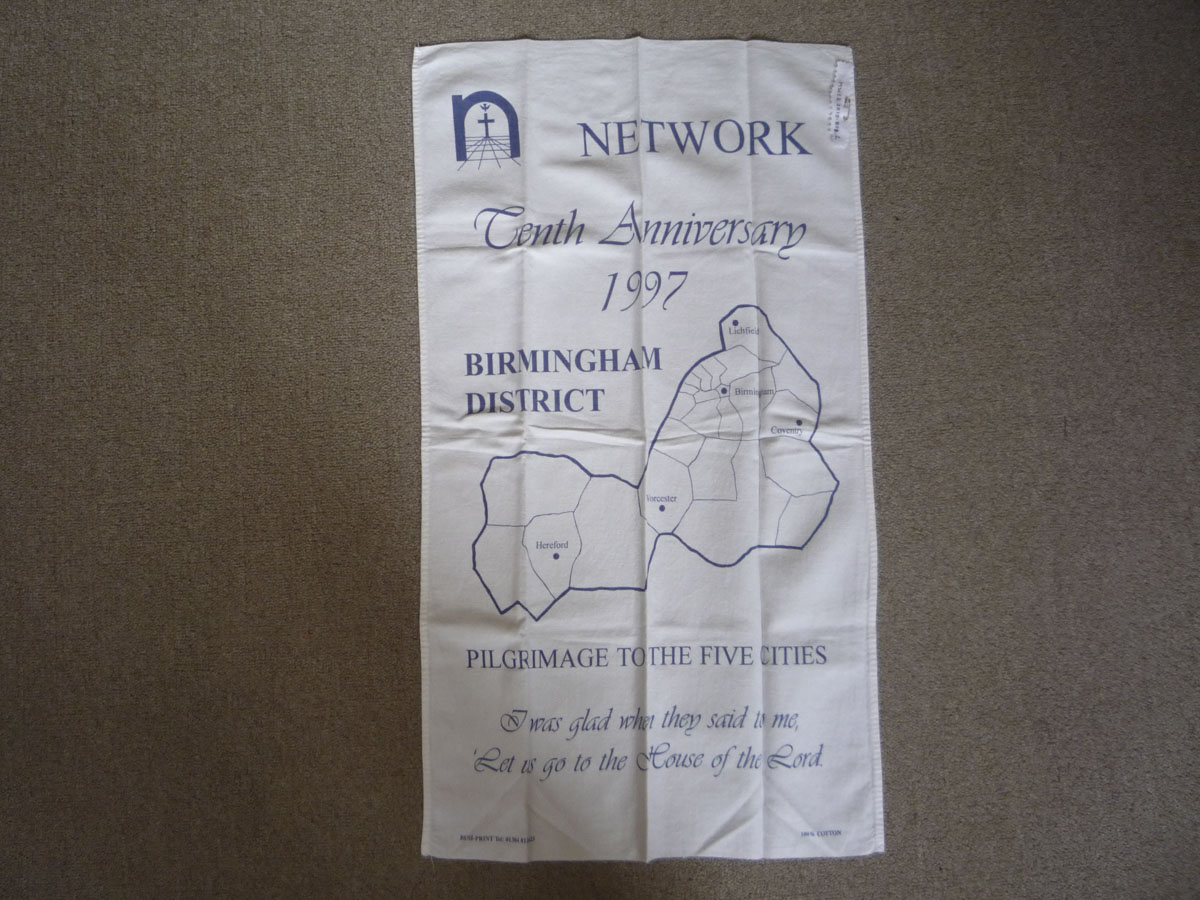 n
NETWORK
Tenth Anniversary
1997
BIRMINGHAM
DISTRICT
Lichfield
Birmingham
Coventry
Worcester
Hereford
PILGRIMAGE TO THE FIVE CITIES
I was glad when they said to me,
'Let us go to the House of the Lord.
100% COTTON